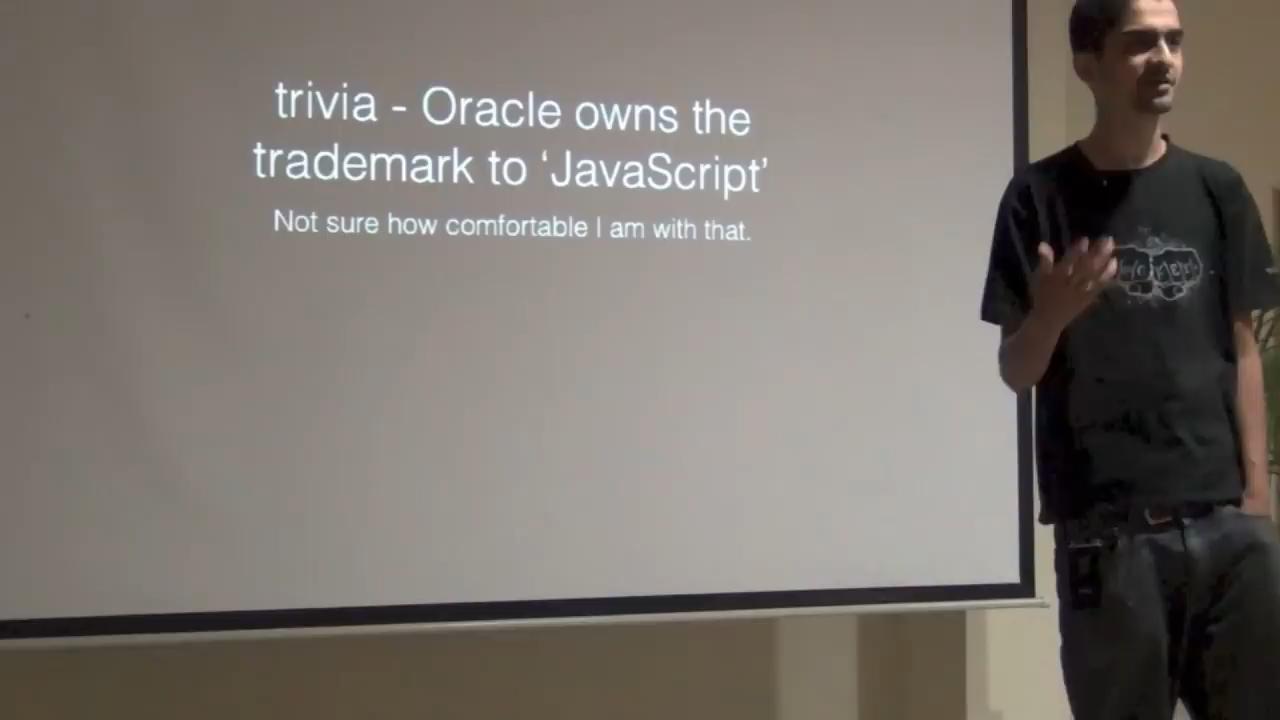 trivia - Oracle owns the
trademark to ‘JavaScript’
Not sure how comfortable I am with that.